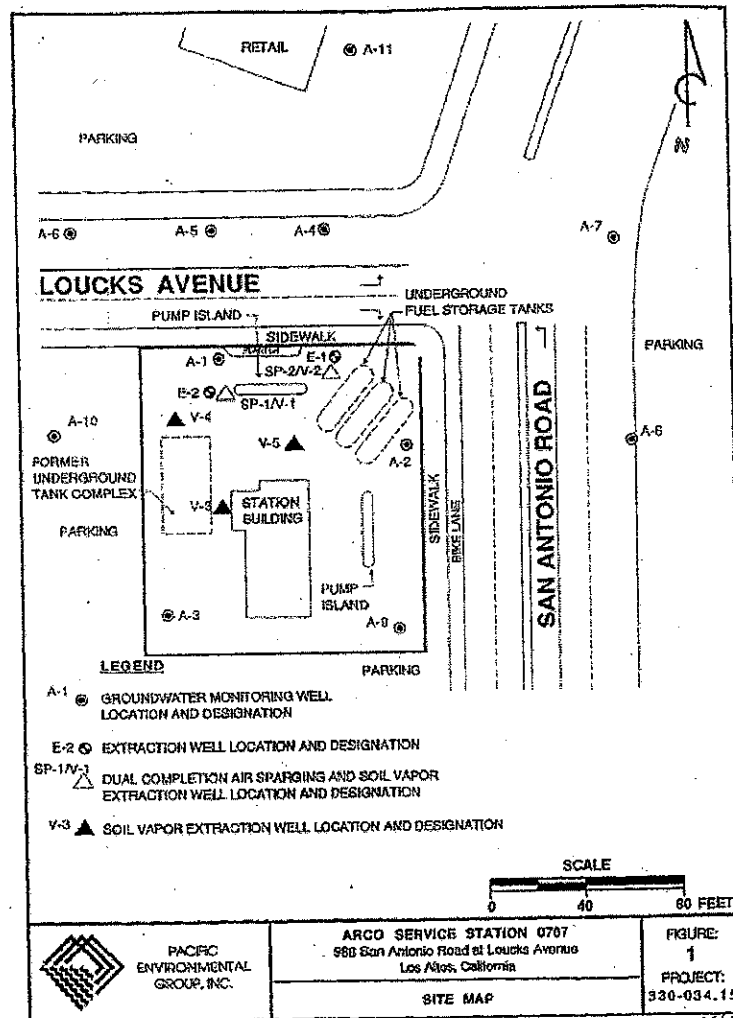 RETAIL
A-11
PARKING
N
A-6
A-5
A-4
A-7
LOUCKS AVENUE
UNDERGROUND
FUEL STORAGE TANKS
PUMP ISLAND
SIDEWALK
PARKING
A-1
E-1
SP-2/V-2
E-2
SP-1/V-1
V-4
A-10
V-5
A-2
A-6
FORMER
UNDERGROUND
TANK COMPLEX
V-3
STATION
BUILDING
SIDEWALK
BIKE LANE
SAN ANTONIO ROAD
PARKING
PUMP
ISLAND
A-3
A-9
PARKING
LEGEND
A-1 GROUNDWATER MONITORING WELL
LOCATION AND DESIGNATION
E-2 EXTRACTION WELL LOCATION AND DESIGNATION
SP-1/V-1 DUAL COMPLETION AIR SPARGING AND SOIL VAPOR
EXTRACTION WELL LOCATION AND DESIGNATION
V-3 SOIL VAPOR EXTRACTION WELL LOCATION AND DESIGNATION
SCALE
0 40 80 FEET
PACIFIC
ENVIRONMENTAL
GROUP, INC.
ARCO SERVICE STATION 0707
988 San Antonio Road at Loucks Avenue
Los Altos, California
SITE MAP
FIGURE:
1
PROJECT:
330-034.15